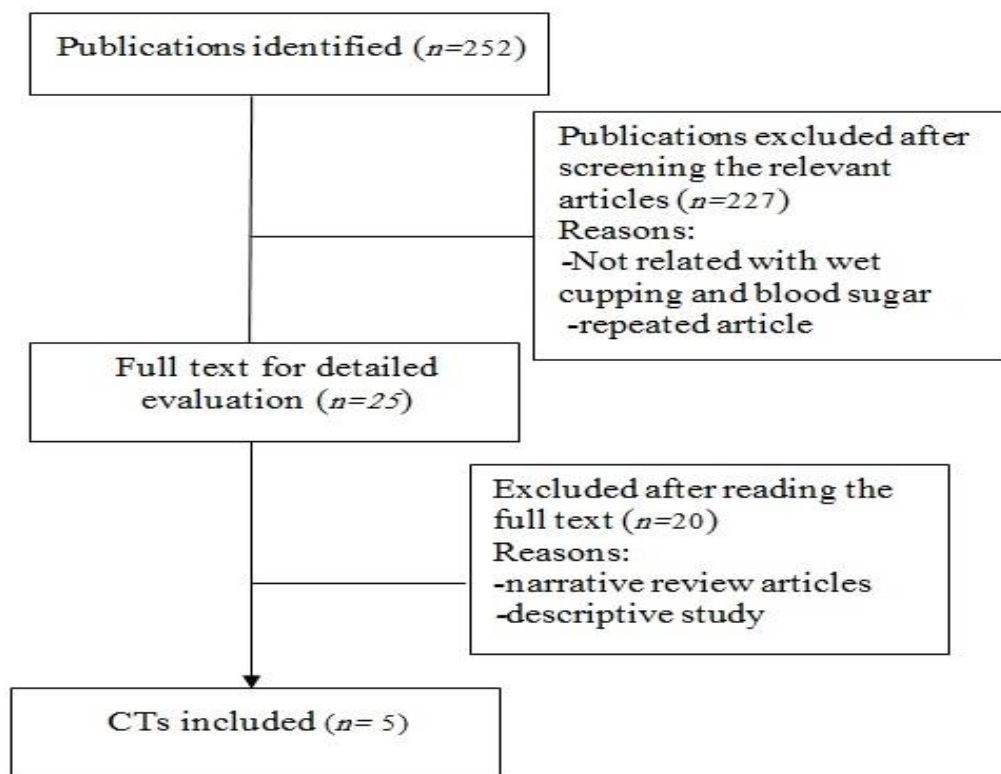 Publications identified (n=252)
Publications excluded after
screening the relevant
articles (n=227)
Reasons:
-Not related with wet
cupping and blood sugar
-repeated article
Full text for detailed
evaluation (n=25)
Excluded after reading the
full text (n=20)
Reasons:
-narrative review articles
-descriptive study
CTs included (n= 5)